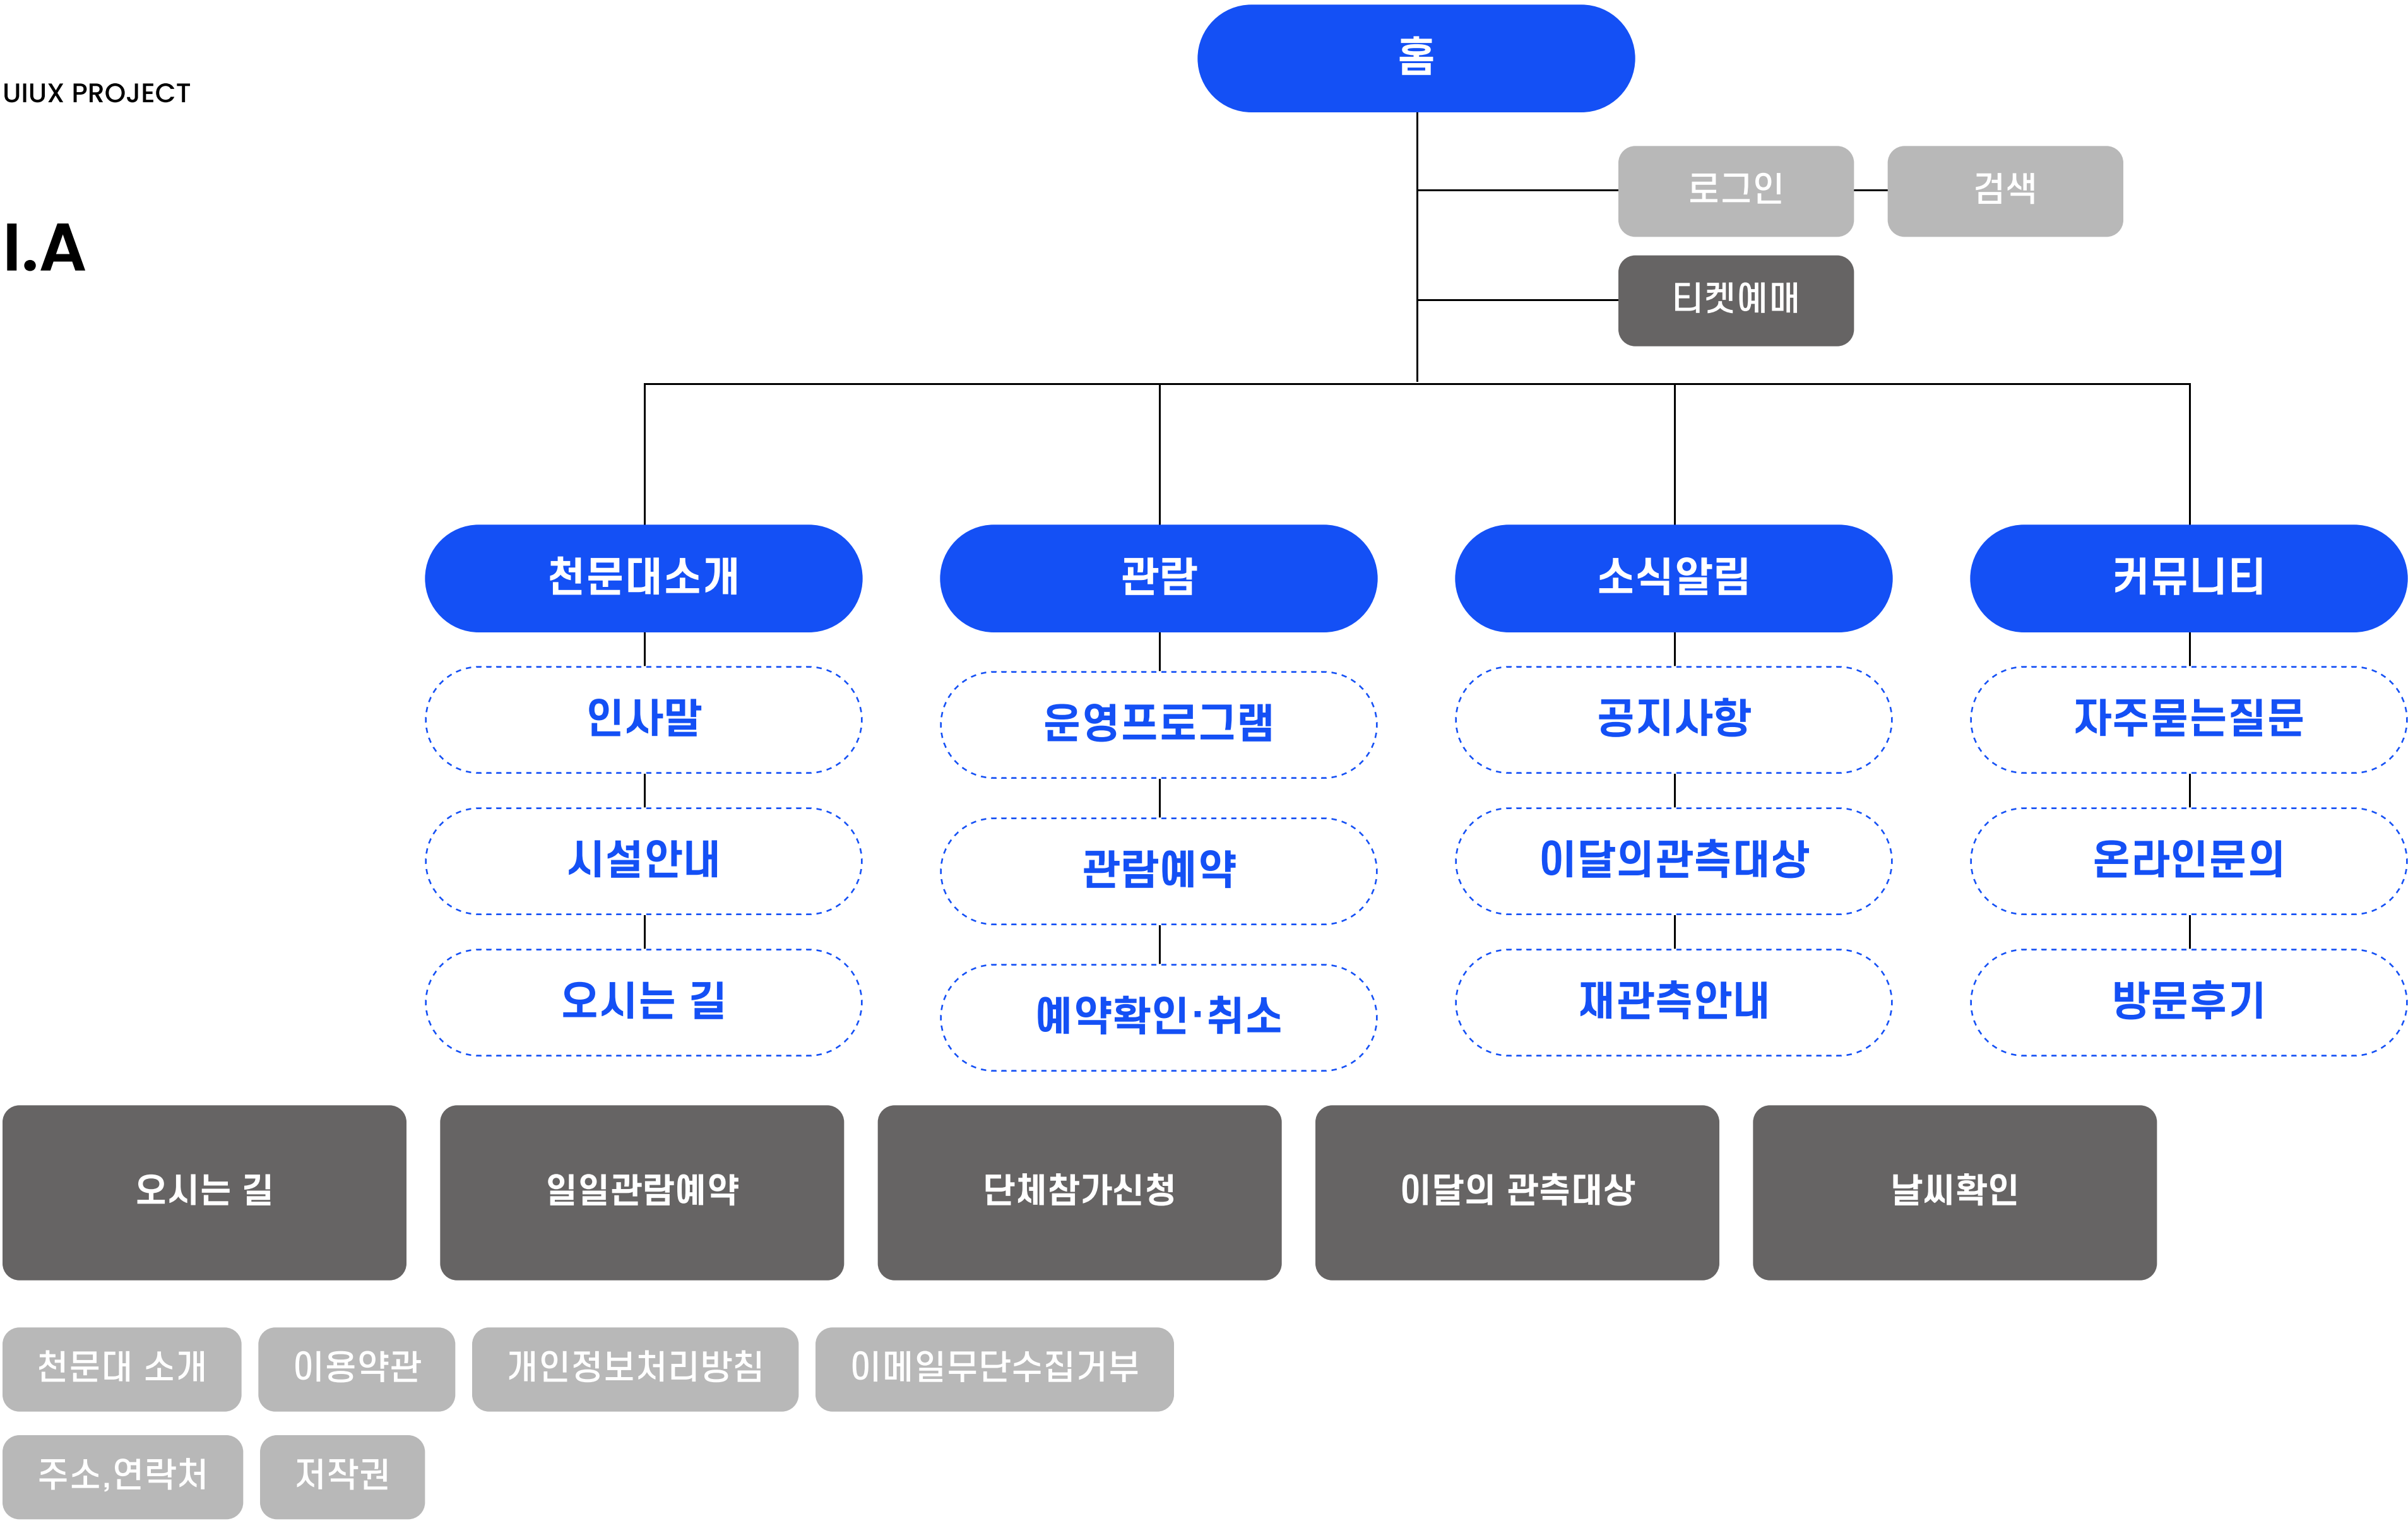 UIUX PROJECT
I.A
홈
로그인
검색
티켓예매
천문대소개
관람
소식알림
커뮤니티
인사말
운영프로그램
공지사항
자주묻는질문
시설안내
관람예약
이달의관측대상
온라인문의
오시는 길
예약확인·취소
재관측안내
방문후기
오시는 길
일일관람예약
단체참가신청
이달의 관측대상
날씨확인
천문대 소개
이용약관
개인정보처리방침
이메일무단수집거부
주소,연락처
저작권